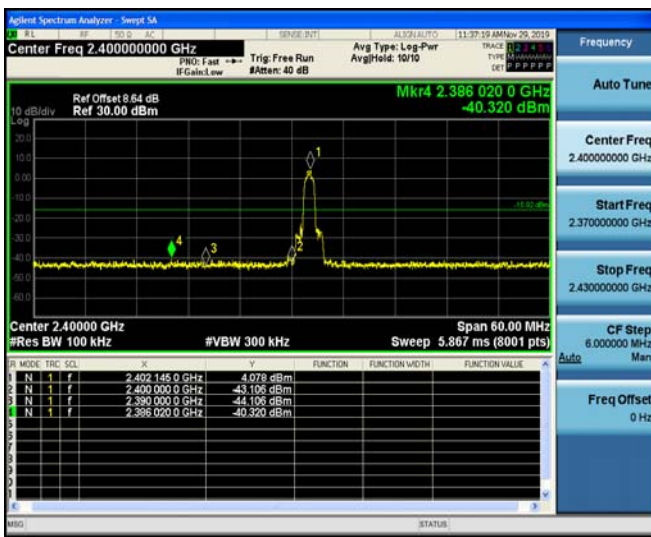 Agilent Spectrum Analyzer - Swept SA
RL RF 50 Ω AC SENSE:INT ALIGN AUTO 11:37:19 AM Nov 29, 2019
Center Freq 2.400000000 GHz
PNO: Fast
IFGain:Low
Trig: Free Run
#Atten: 40 dB
Avg Type: Log-Pwr
Avg|Hold: 10/10
TRACE 1 2 3 4 5 6
TYPE M
DET P P P P P P
Mkr4 2.386 020 0 GHz
-40.320 dBm
Ref Offset 8.64 dB
Ref 30.00 dBm
10 dB/div
Log
20.0
10.0
0.00
-10.0
-20.0
-30.0
-40.0
-50.0
-60.0
1
2
3
4
-15.92 dBm
Center 2.40000 GHz Span 60.00 MHz
#Res BW 100 kHz #VBW 300 kHz Sweep 5.867 ms (8001 pts)
MODE TRC SCL X Y FUNCTION FUNCTION WIDTH FUNCTION VALUE
1 N 1 f 2.402 145 0 GHz 4.078 dBm
2 N 1 f 2.400 000 0 GHz -43.106 dBm
3 N 1 f 2.390 000 0 GHz -44.106 dBm
4 N 1 f 2.386 020 0 GHz -40.320 dBm
MSG STATUS
Frequency
Auto Tune
Center Freq
2.400000000 GHz
Start Freq
2.370000000 GHz
Stop Freq
2.430000000 GHz
CF Step
6.000000 MHz
Auto Man
Freq Offset
0 Hz